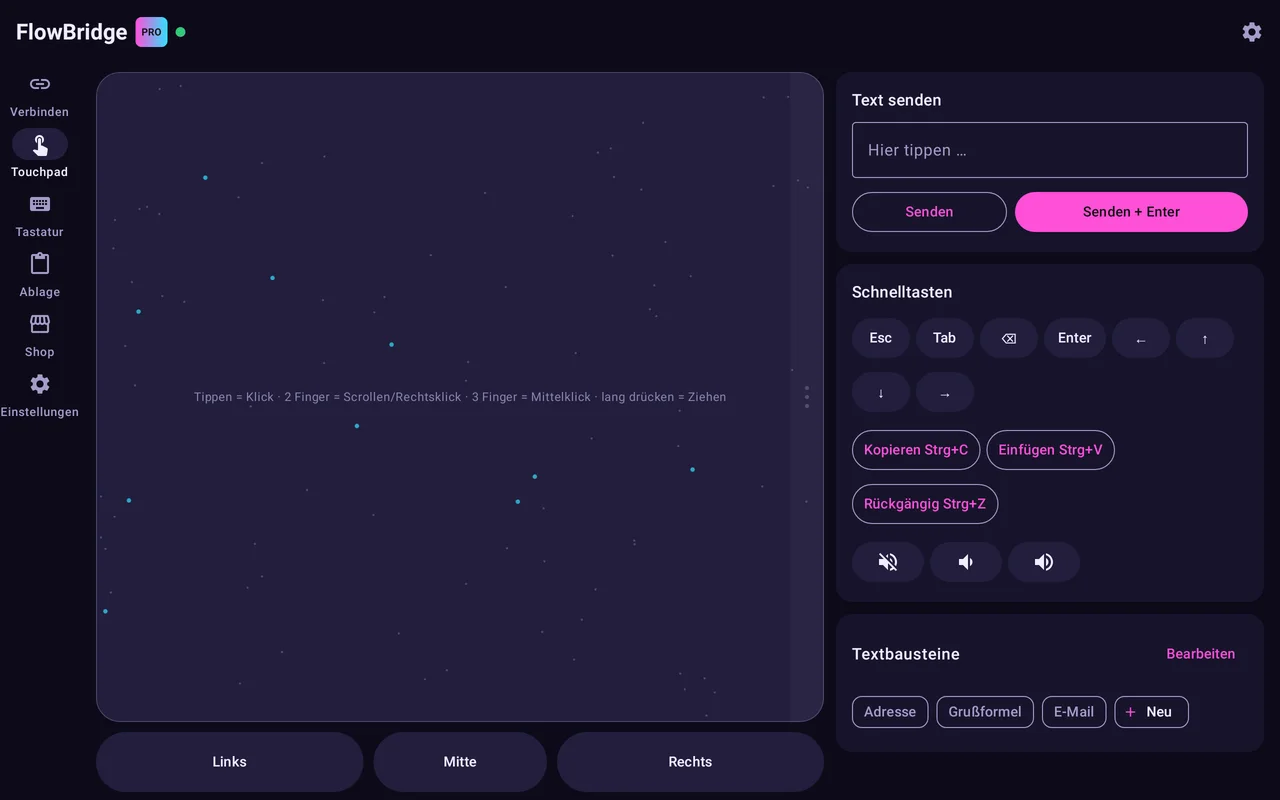 FlowBridge PRO
Verbinden
Touchpad
Tastatur
Ablage
Shop
Einstellungen
Tippen = Klick · 2 Finger = Scrollen/Rechtsklick · 3 Finger = Mittelklick · lang drücken = Ziehen
Links Mitte Rechts
Text senden
Hier tippen …
Senden Senden + Enter
Schnelltasten
Esc Tab ⌫ Enter ← ↑
↓ →
Kopieren Strg+C Einfügen Strg+V
Rückgängig Strg+Z
Textbausteine Bearbeiten
Adresse Grußformel E-Mail + Neu